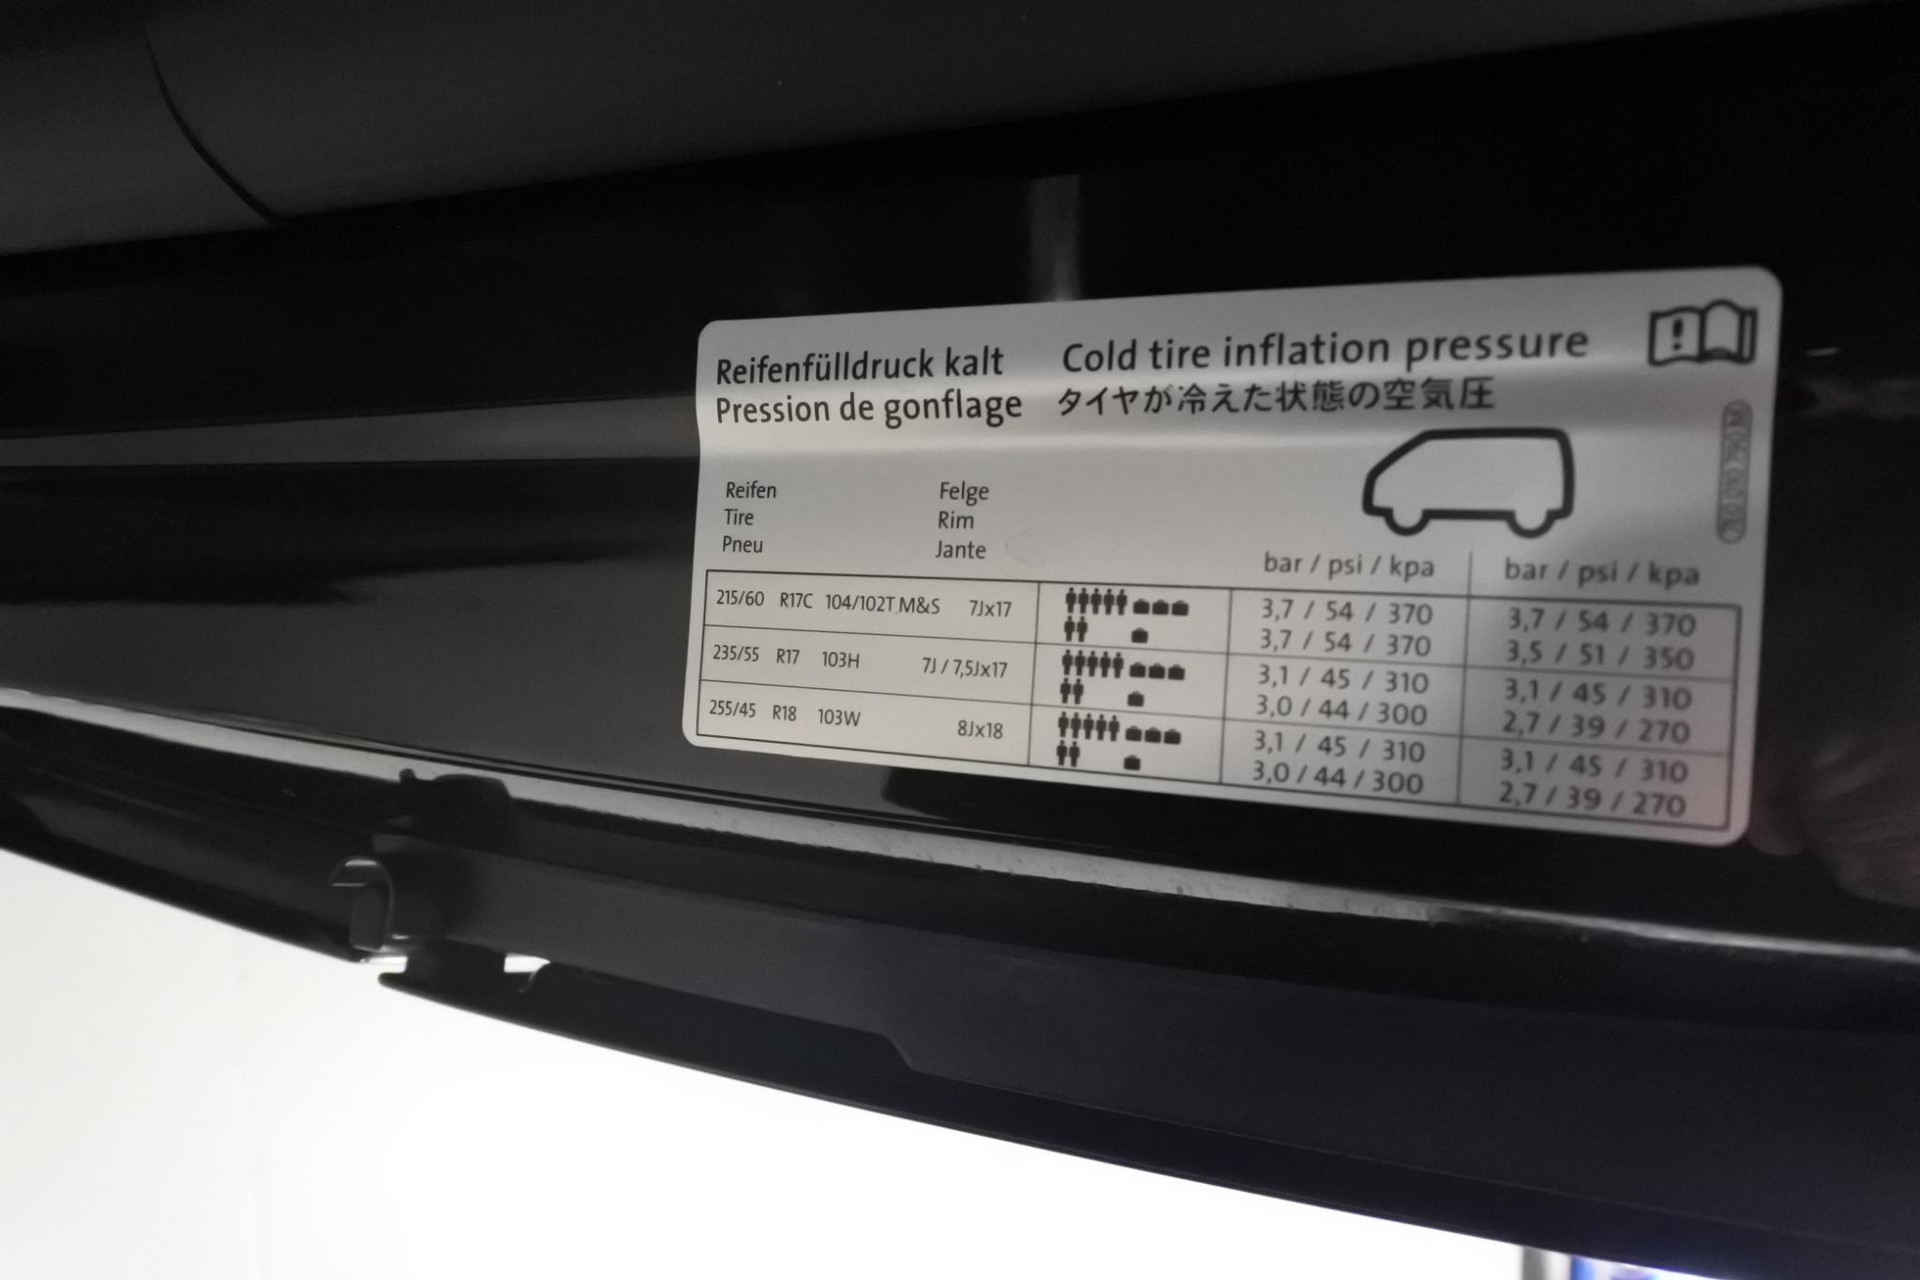 Reifenfülldruck kalt Cold tire inflation pressure
Pression de gonflage タイヤが冷えた状態の空気圧
Reifen Felge
Tire Rim
Pneu Jante
bar / psi / kpa bar / psi / kpa
215/60 R17C 104/102T M&S 7Jx17 3,7 / 54 / 370 3,7 / 54 / 370
3,7 / 54 / 370 3,5 / 51 / 350
235/55 R17 103H 7J / 7,5Jx17 3,1 / 45 / 310 3,1 / 45 / 310
3,0 / 44 / 300 2,7 / 39 / 270
255/45 R18 103W 8Jx18 3,1 / 45 / 310 3,1 / 45 / 310
3,0 / 44 / 300 2,7 / 39 / 270